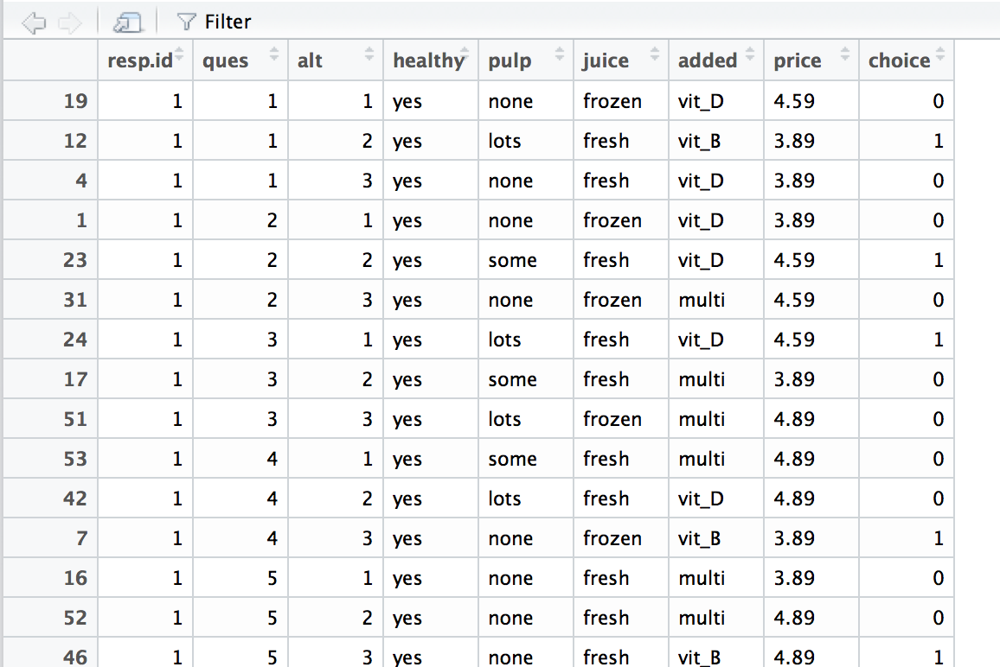 Filter
resp.id ques alt healthy pulp juice added price choice
19 1 1 1 yes none frozen vit_D 4.59 0
12 1 1 2 yes lots fresh vit_B 3.89 1
4 1 1 3 yes none fresh vit_D 3.89 0
1 1 2 1 yes none frozen vit_D 3.89 0
23 1 2 2 yes some fresh vit_D 4.59 1
31 1 2 3 yes none frozen multi 4.59 0
24 1 3 1 yes lots fresh vit_D 4.59 1
17 1 3 2 yes some fresh multi 3.89 0
51 1 3 3 yes lots frozen multi 4.89 0
53 1 4 1 yes some fresh multi 4.89 0
42 1 4 2 yes lots fresh vit_D 4.89 0
7 1 4 3 yes none frozen vit_B 3.89 1
16 1 5 1 yes none fresh multi 3.89 0
52 1 5 2 yes none fresh multi 4.89 0
46 1 5 3 yes none fresh vit_B 4.89 1